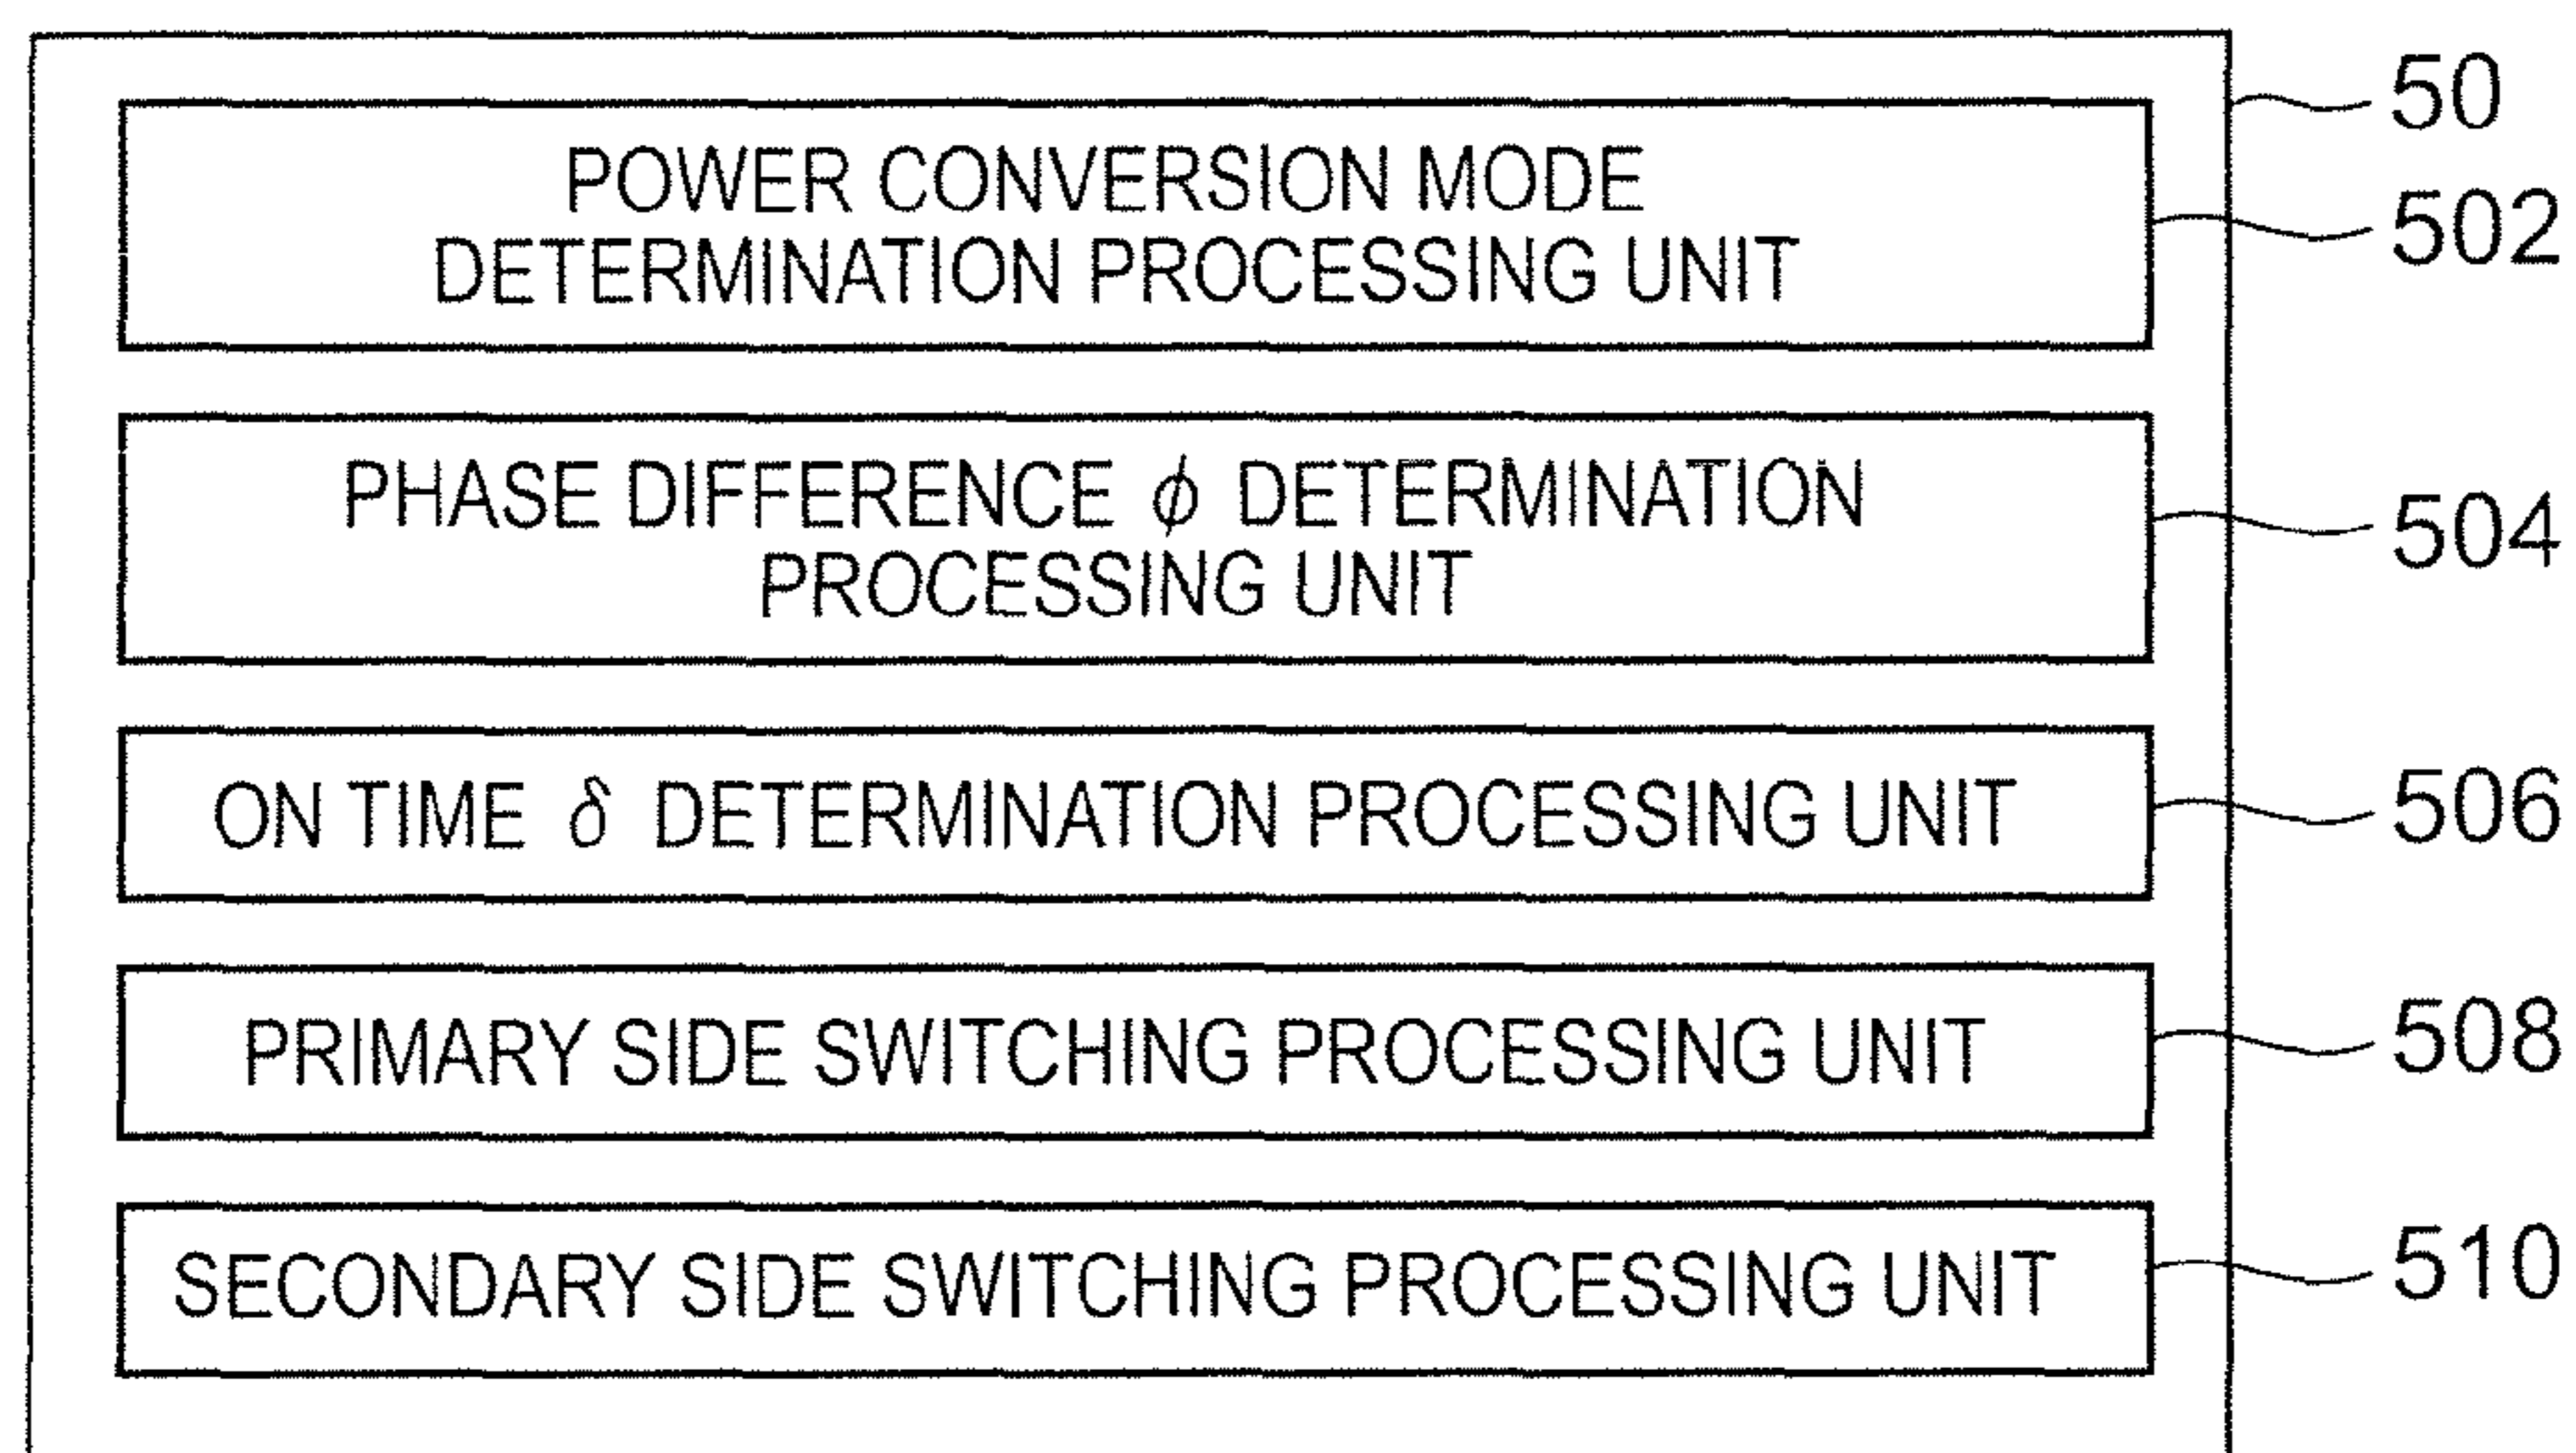 50
POWER CONVERSION MODE
DETERMINATION PROCESSING UNIT
502
PHASE DIFFERENCE ϕ DETERMINATION
PROCESSING UNIT
504
ON TIME δ DETERMINATION PROCESSING UNIT
506
PRIMARY SIDE SWITCHING PROCESSING UNIT
508
SECONDARY SIDE SWITCHING PROCESSING UNIT
510